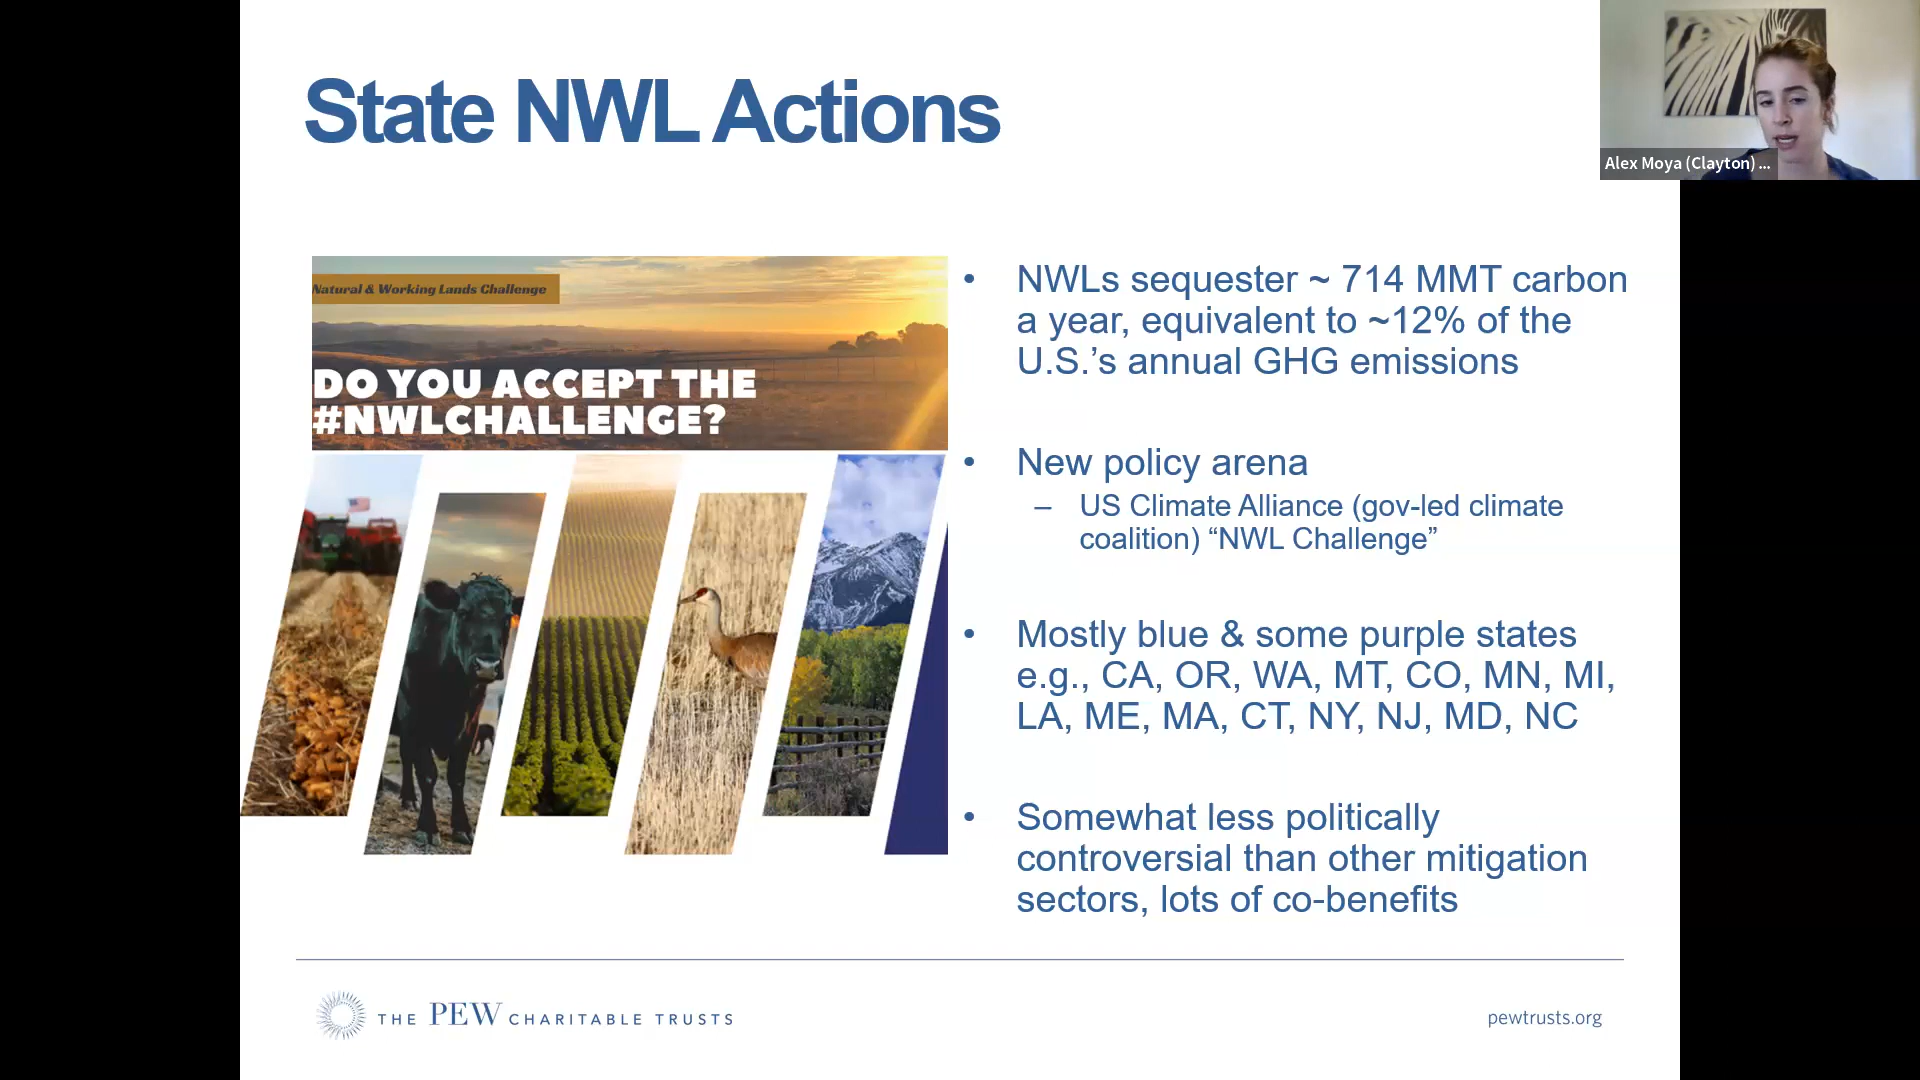 State NWL Actions
Alex Moya (Clayton) ...
Natural & Working Lands Challenge
DO YOU ACCEPT THE
#NWLCHALLENGE?
• NWLs sequester ~ 714 MMT carbon
a year, equivalent to ~12% of the
U.S.’s annual GHG emissions
• New policy arena
– US Climate Alliance (gov-led climate
coalition) “NWL Challenge”
• Mostly blue & some purple states
e.g., CA, OR, WA, MT, CO, MN, MI,
LA, ME, MA, CT, NY, NJ, MD, NC
• Somewhat less politically
controversial than other mitigation
sectors, lots of co-benefits
THE PEW CHARITABLE TRUSTS
pewtrusts.org